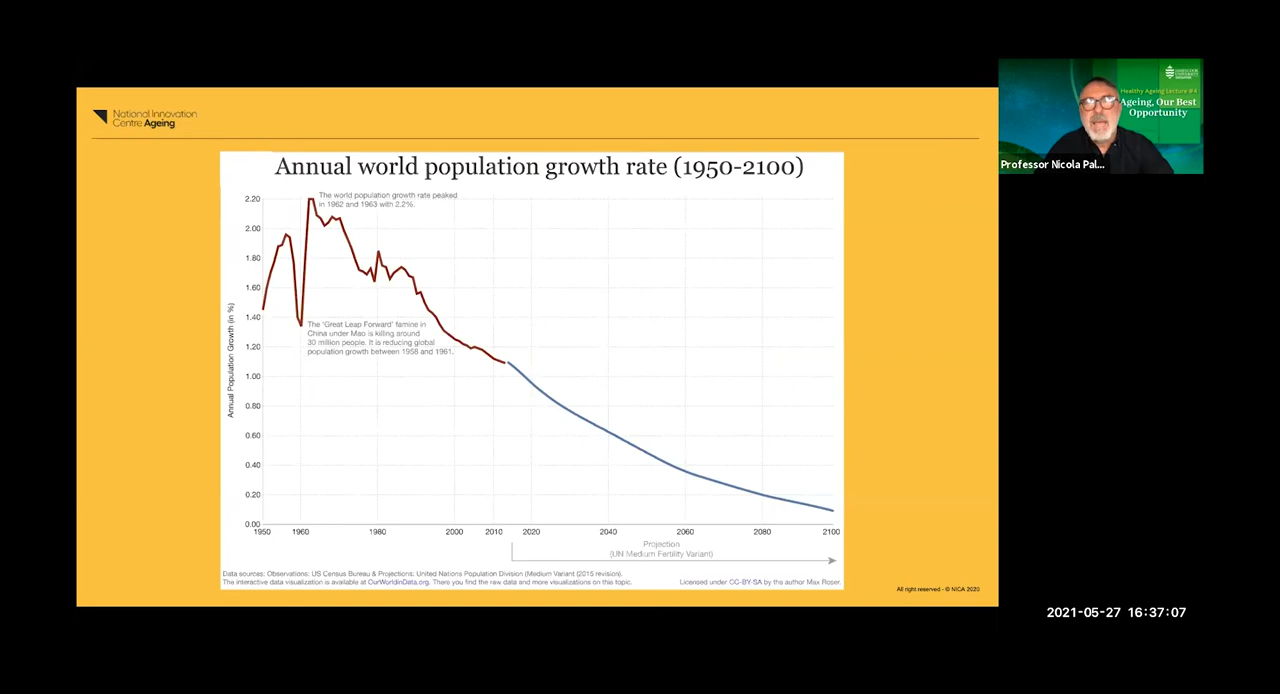 National Innovation
Centre Ageing
Annual world population growth rate (1950-2100)
The world population growth rate peaked
in 1962 and 1963 with 2.2%.
2.20
2.00
1.80
1.60
1.40
1.20
1.00
0.80
0.60
0.40
0.20
0.00
Annual Population Growth (in %)
The 'Great Leap Forward' famine in
China under Mao is killing around
30 million people. It is reducing global
population growth between 1958 and 1961.
1950 1960 1980 2000 2010 2020 2040 2060 2080 2100
Projection
(UN Medium Fertility Variant)
Data sources: Observations: US Census Bureau & Projections: United Nations Population Division (Medium Variant (2015 revision).
The interactive data visualization is available at OurWorldinData.org. There you find the raw data and more visualizations on this topic.
Licensed under CC-BY-SA by the author Max Roser.
All right reserved - © NICA 2020
JAMES COOK
UNIVERSITY
SINGAPORE
Healthy Ageing Lecture #4
Ageing, Our Best
Opportunity
Professor Nicola Pal...
2021-05-27 16:37:07